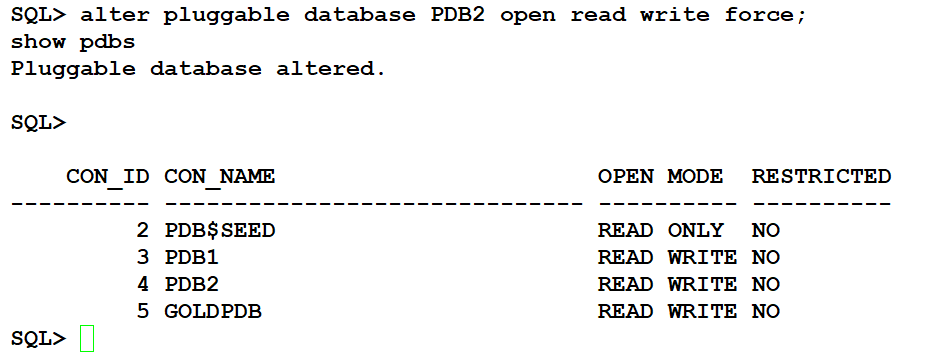 SQL> alter pluggable database PDB2 open read write force;
show pdbs
Pluggable database altered.
SQL>
    CON_ID CON_NAME                       OPEN MODE  RESTRICTED
---------- ------------------------------ ---------- ----------
         2 PDB$SEED                       READ ONLY  NO
         3 PDB1                           READ WRITE NO
         4 PDB2                           READ WRITE NO
         5 GOLDPDB                        READ WRITE NO
SQL>